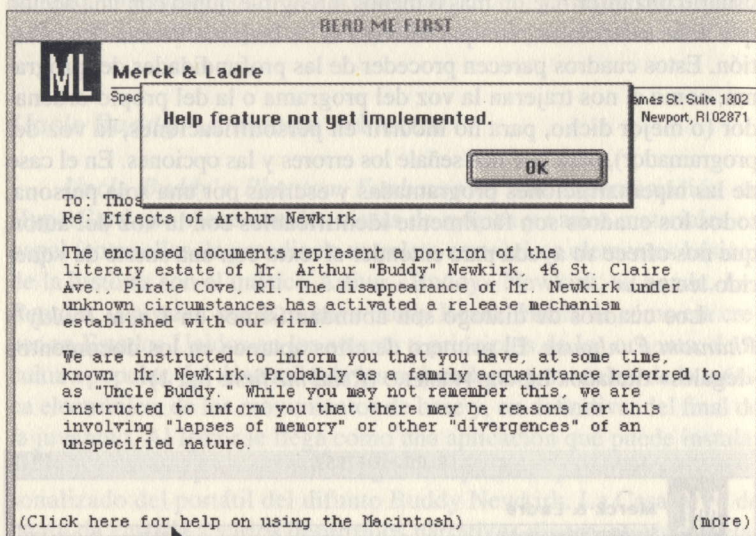 READ ME FIRST
ML
Merck & Ladre
Help feature not yet implemented.
OK
St. Suite 1302
Newport, RI 02871
To: Thos
Re: Effects of Arthur Newkirk
The enclosed documents represent a portion of the
literary estate of Mr. Arthur "Buddy" Newkirk, 46 St. Claire
Ave, Pirate Cove, RI. The disappearance of Mr Newkirk under
unknown circumstances has activated a release mechanism
established with our firm.
We are instructed to inform you that you have, at some time,
known Mr. Newkirk. Probably as a family acquaintance referred to
as "Uncle Buddy." While you may not remember this, we are
instructed to inform you that there may be reasons for this
involving "lapses of memory" or other "divergences" of an
unspecified nature.
(Click here for help on using the Macintosh)
(more)